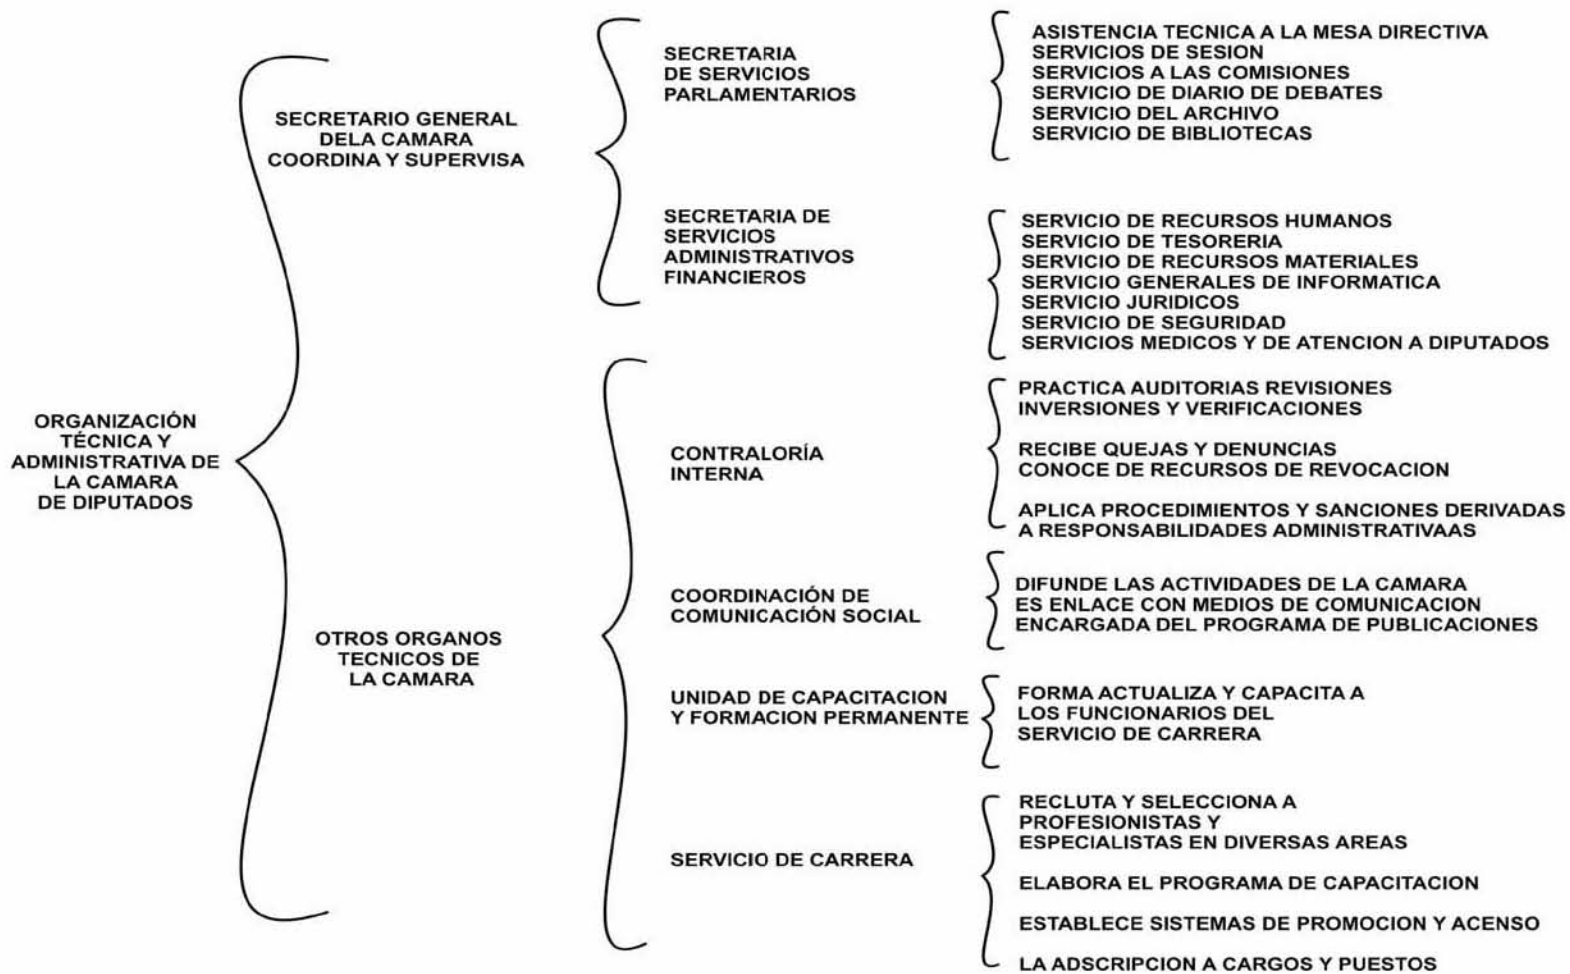 ORGANIZACIÓN
TÉCNICA Y
ADMINISTRATIVA DE
LA CAMARA
DE DIPUTADOS
SECRETARIO GENERAL
DELA CAMARA
COORDINA Y SUPERVISA
SECRETARIA
DE SERVICIOS
PARLAMENTARIOS
ASISTENCIA TECNICA A LA MESA DIRECTIVA
SERVICIOS DE SESION
SERVICIOS A LAS COMISIONES
SERVICIO DE DIARIO DE DEBATES
SERVICIO DEL ARCHIVO
SERVICIO DE BIBLIOTECAS
SECRETARIA DE
SERVICIOS
ADMINISTRATIVOS
FINANCIEROS
SERVICIO DE RECURSOS HUMANOS
SERVICIO DE TESORERIA
SERVICIO DE RECURSOS MATERIALES
SERVICIO GENERALES DE INFORMATICA
SERVICIO JURIDICOS
SERVICIO DE SEGURIDAD
SERVICIOS MEDICOS Y DE ATENCION A DIPUTADOS
OTROS ORGANOS
TECNICOS DE
LA CAMARA
CONTRALORÍA
INTERNA
PRACTICA AUDITORIAS REVISIONES
INVERSIONES Y VERIFICACIONES
RECIBE QUEJAS Y DENUNCIAS
CONOCE DE RECURSOS DE REVOCACION
APLICA PROCEDIMIENTOS Y SANCIONES DERIVADAS
A RESPONSABILIDADES ADMINISTRATIVAAS
COORDINACIÓN DE
COMUNICACIÓN SOCIAL
DIFUNDE LAS ACTIVIDADES DE LA CAMARA
ES ENLACE CON MEDIOS DE COMUNICACION
ENCARGADA DEL PROGRAMA DE PUBLICACIONES
UNIDAD DE CAPACITACION
Y FORMACION PERMANENTE
FORMA ACTUALIZA Y CAPACITA A
LOS FUNCIONARIOS DEL
SERVICIO DE CARRERA
SERVICIO DE CARRERA
RECLUTA Y SELECCIONA A
PROFESIONISTAS Y
ESPECIALISTAS EN DIVERSAS AREAS
ELABORA EL PROGRAMA DE CAPACITACION
ESTABLECE SISTEMAS DE PROMOCION Y ACENSO
LA ADSCRIPCION A CARGOS Y PUESTOS